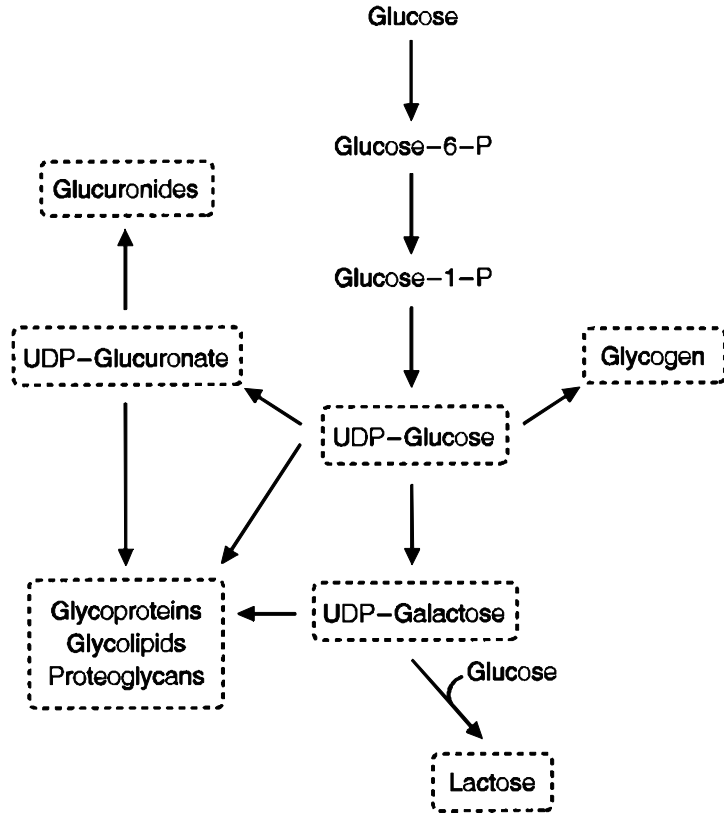 Glucose
Glucose-6-P
Glucuronides
Glucose-1-P
UDP-Glucuronate
Glycogen
UDP-Glucose
Glycoproteins
Glycolipids
Proteoglycans
UDP-Galactose
Glucose
Lactose